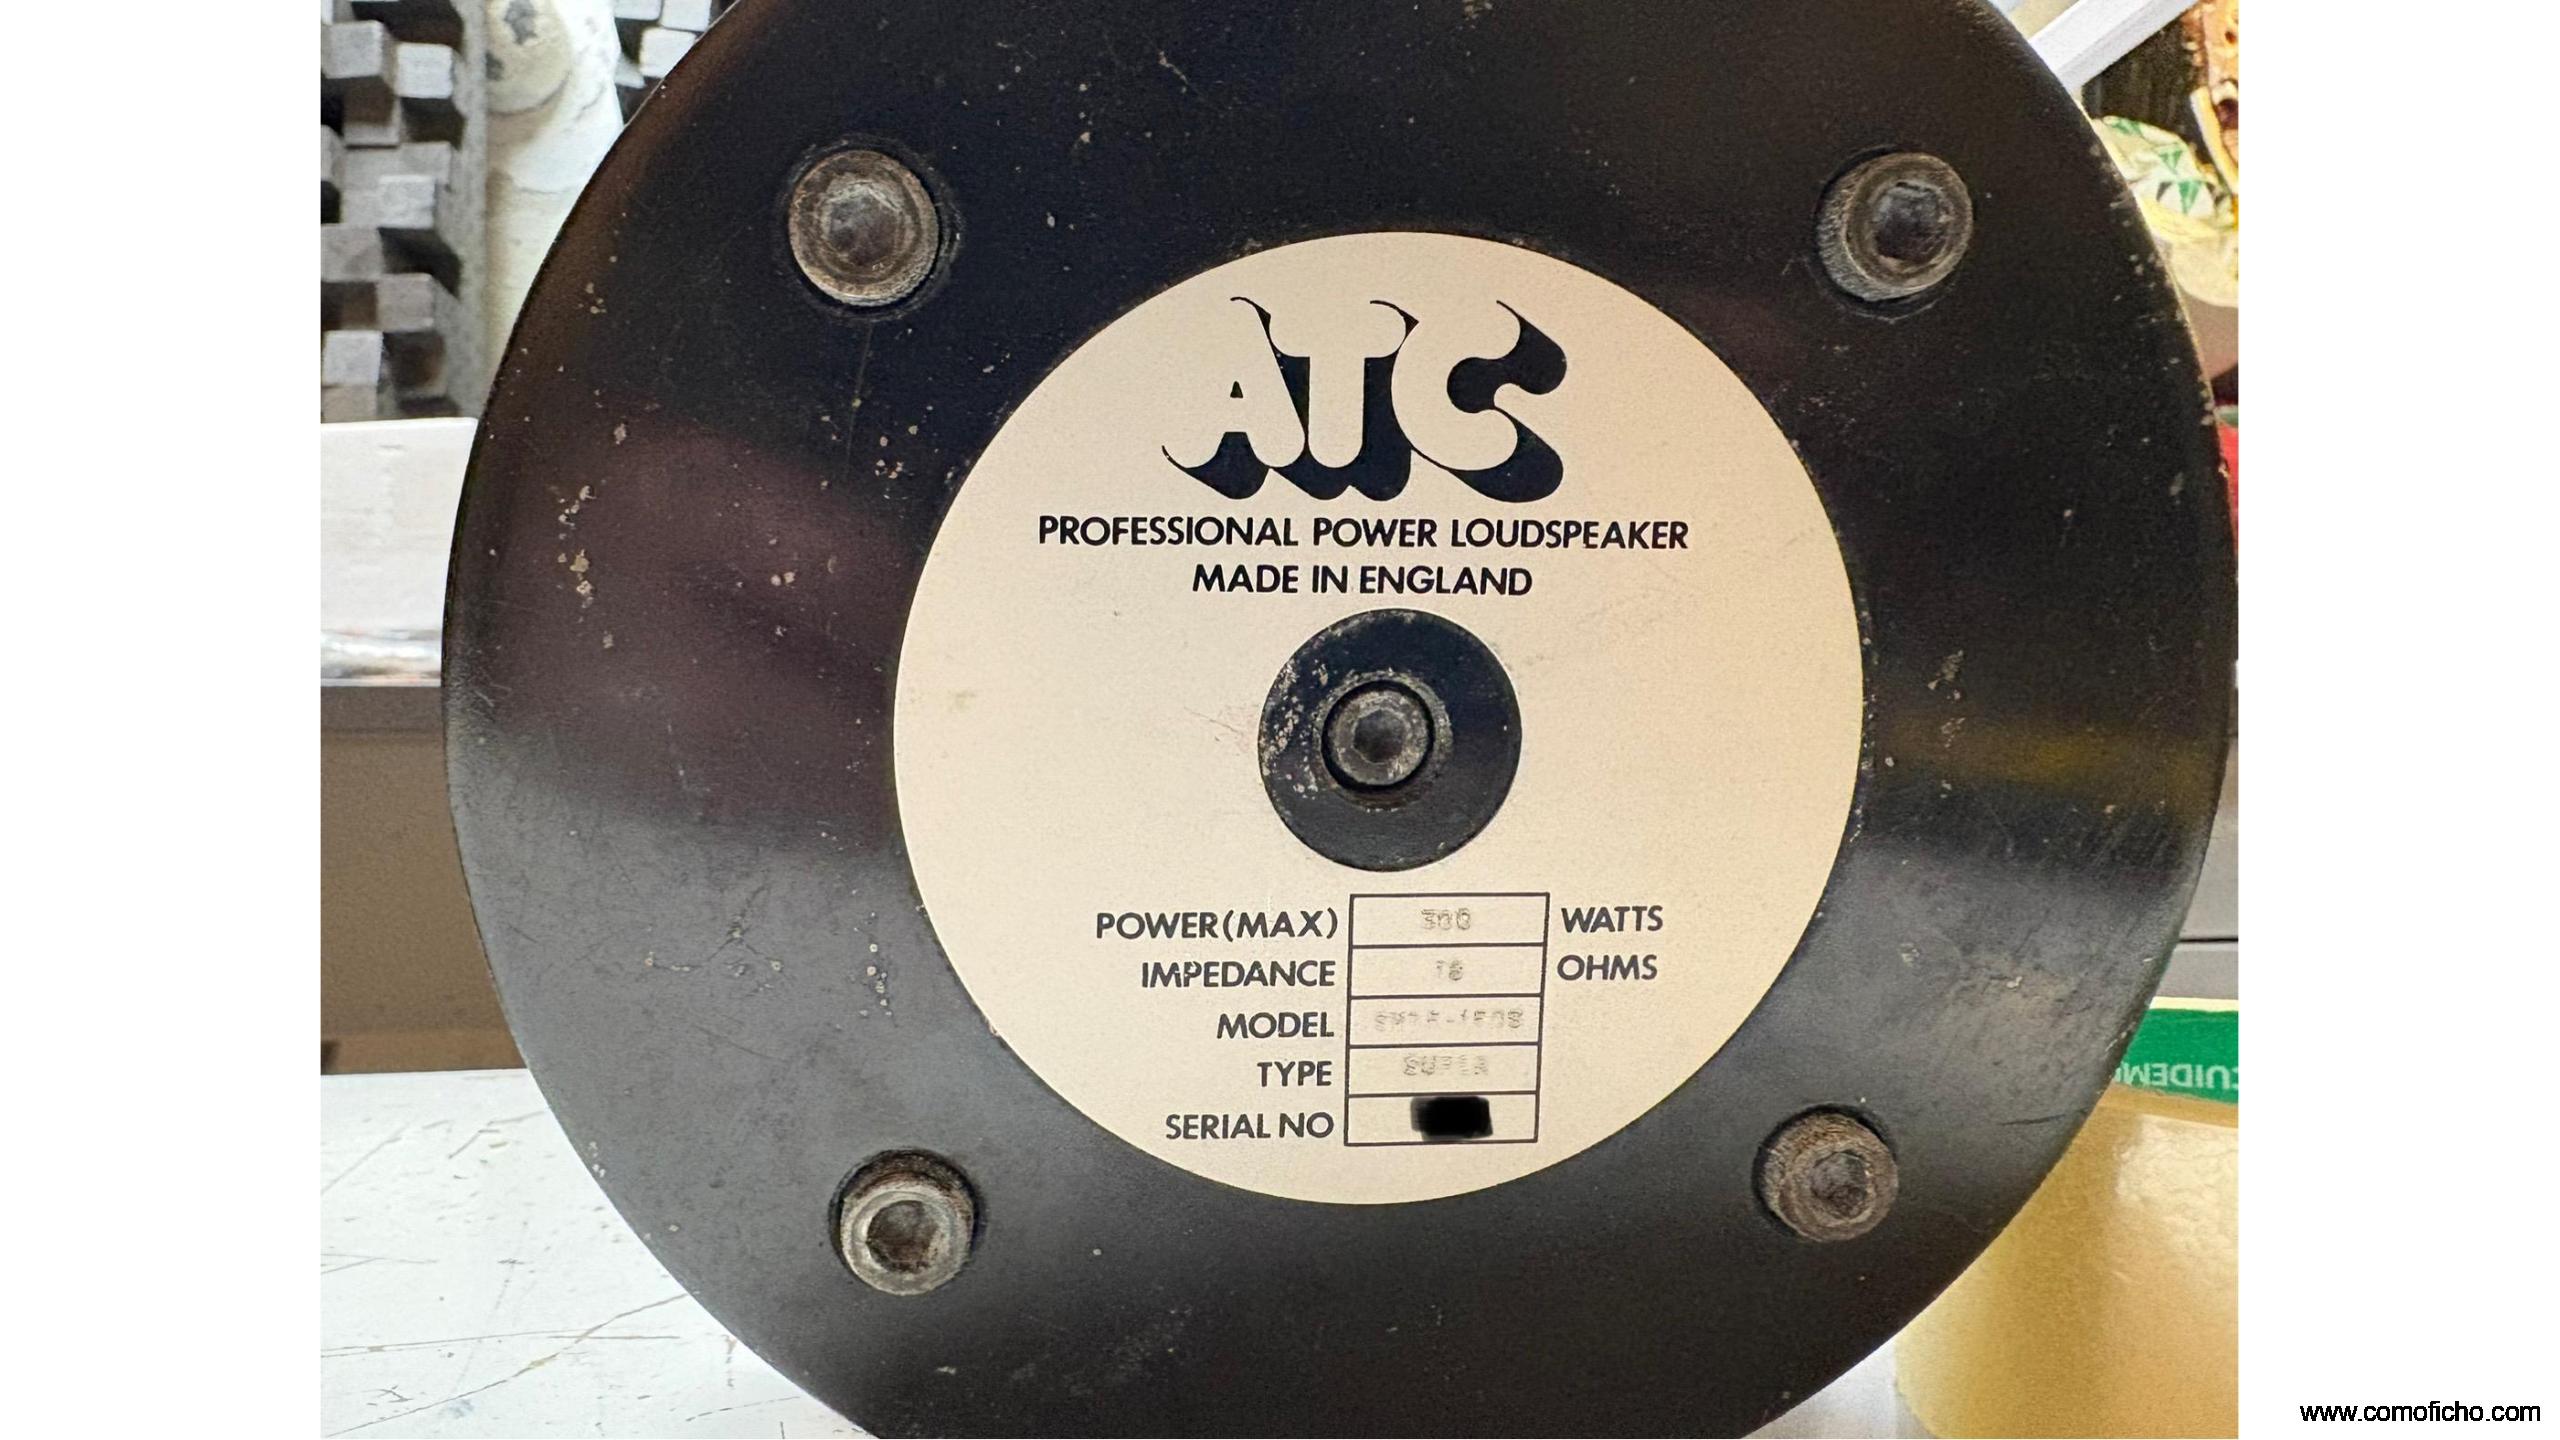 ATC
PROFESSIONAL POWER LOUDSPEAKER
MADE IN ENGLAND
POWER(MAX) 300 WATTS
IMPEDANCE OHMS
MODEL
TYPE
SERIAL NO
www.comoficho.com